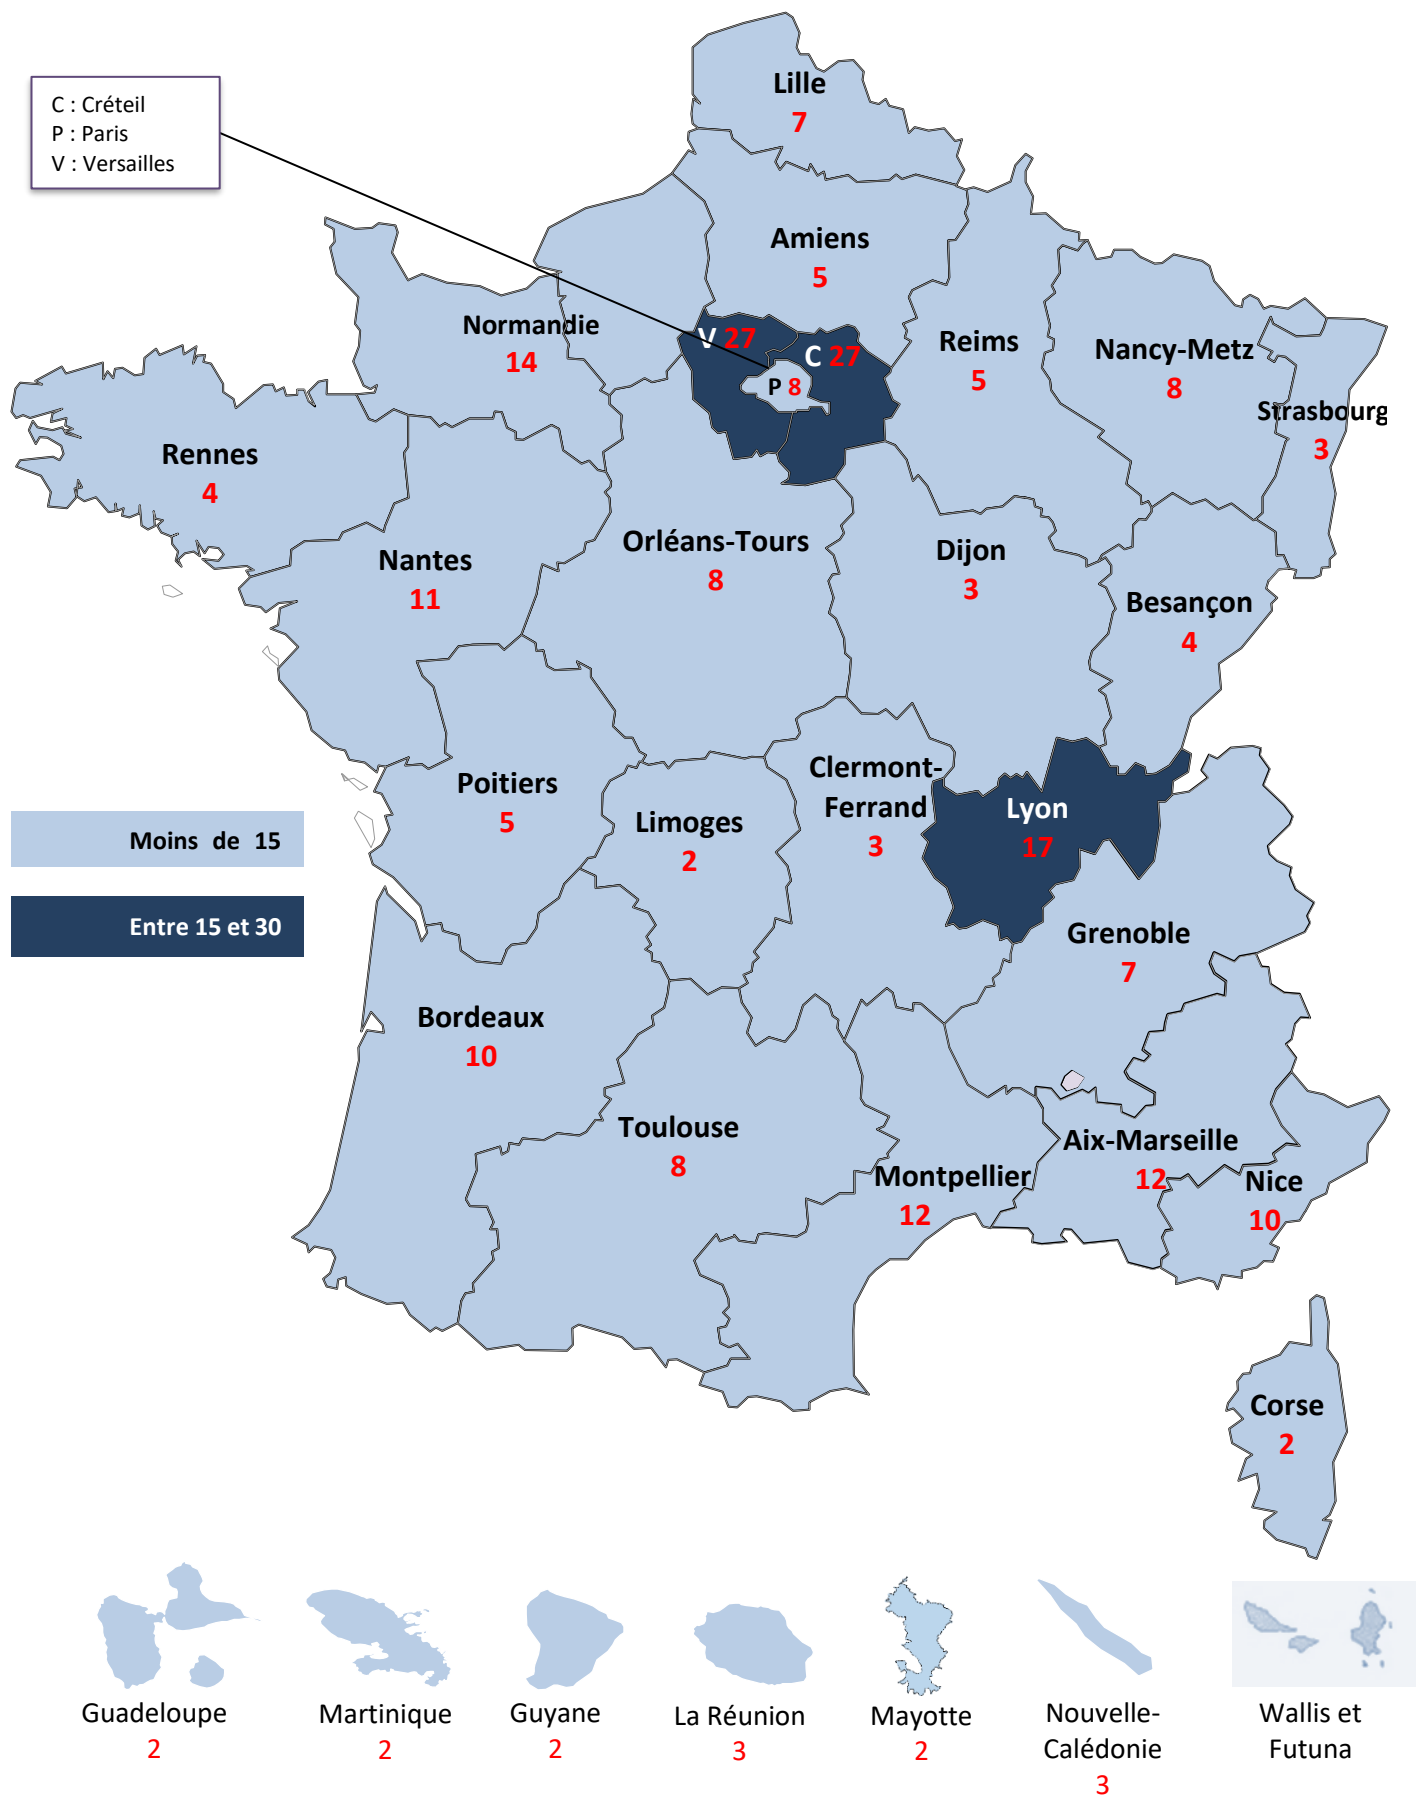 C : Créteil
P : Paris
V : Versailles
Lille
7
Amiens
5
Normandie
14
V 27
C 27
P 8
Reims
5
Nancy-Metz
8
Strasbourg
3
Rennes
4
Nantes
11
Orléans-Tours
8
Dijon
3
Besançon
4
Poitiers
5
Limoges
2
Clermont-
Ferrand
3
Lyon
17
Moins de 15
Entre 15 et 30
Grenoble
7
Bordeaux
10
Toulouse
8
Montpellier
12
Aix-Marseille
12
Nice
10
Corse
2
Guadeloupe
2
Martinique
2
Guyane
2
La Réunion
3
Mayotte
2
Nouvelle-
Calédonie
3
Wallis et
Futuna